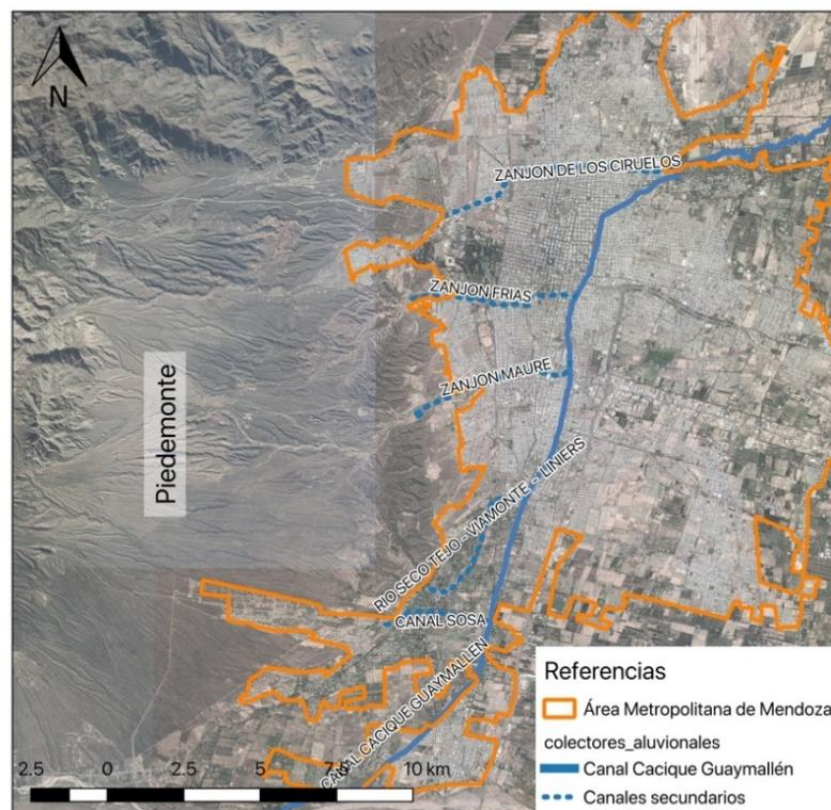 N
ZANJON DE LOS CIRUELOS
ZANJON FRIAS
ZANJON MAURE
Piedemonte
RIO SECO TEJO - VIAMONTE - LINIERS
CANAL SOSA
CANAL CACIQUE GUAYMALLEN
2.5 0 2.5 5 7.5 10 km
Referencias
Área Metropolitana de Mendoza
colectores_aluvionales
Canal Cacique Guaymallén
Canales secundarios